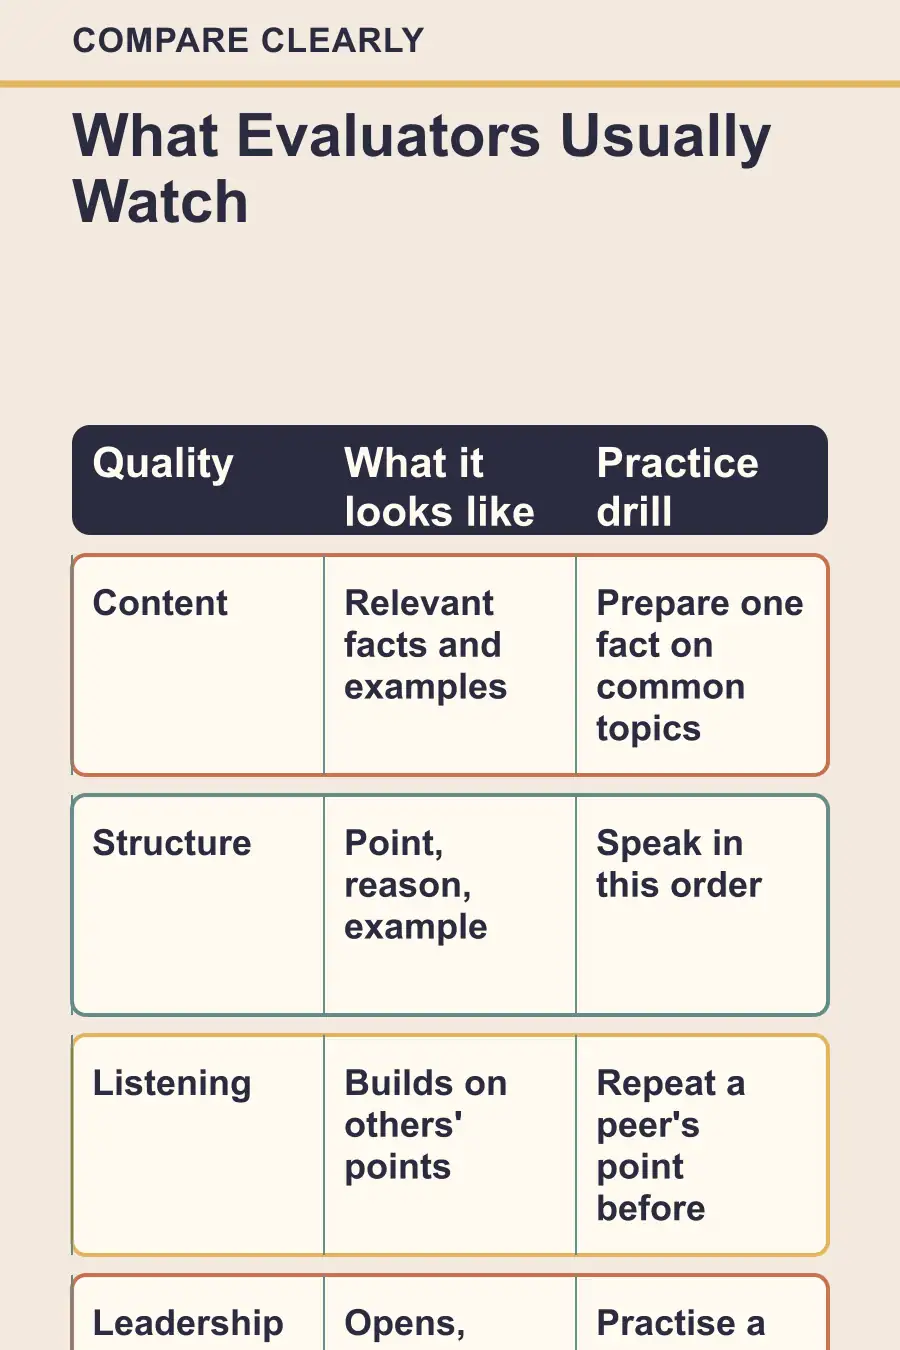 COMPARE CLEARLY
What Evaluators Usually
Watch
Quality
What it
looks like
Practice
drill
Content
Relevant
facts and
examples
Prepare one
fact on
common
topics
Structure
Point,
reason,
example
Speak in
this order
Listening
Builds on
others'
points
Repeat a
peer's
point
before
Leadership
Opens,
Practise a